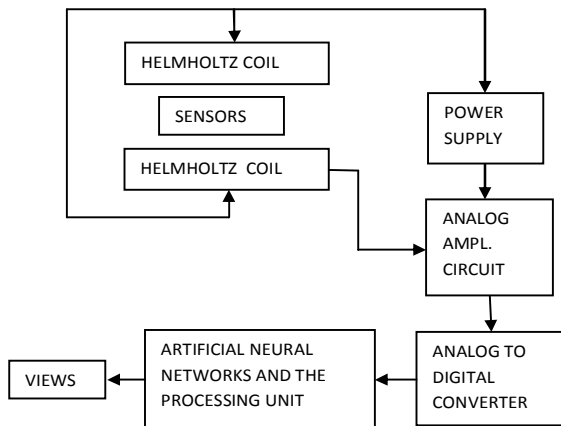 HELMHOLTZ COIL
SENSORS
HELMHOLTZ COIL
POWER
SUPPLY
ANALOG
AMPL.
CIRCUIT
ANALOG TO
DIGITAL
CONVERTER
ARTIFICIAL NEURAL
NETWORKS AND THE
PROCESSING UNIT
VIEWS